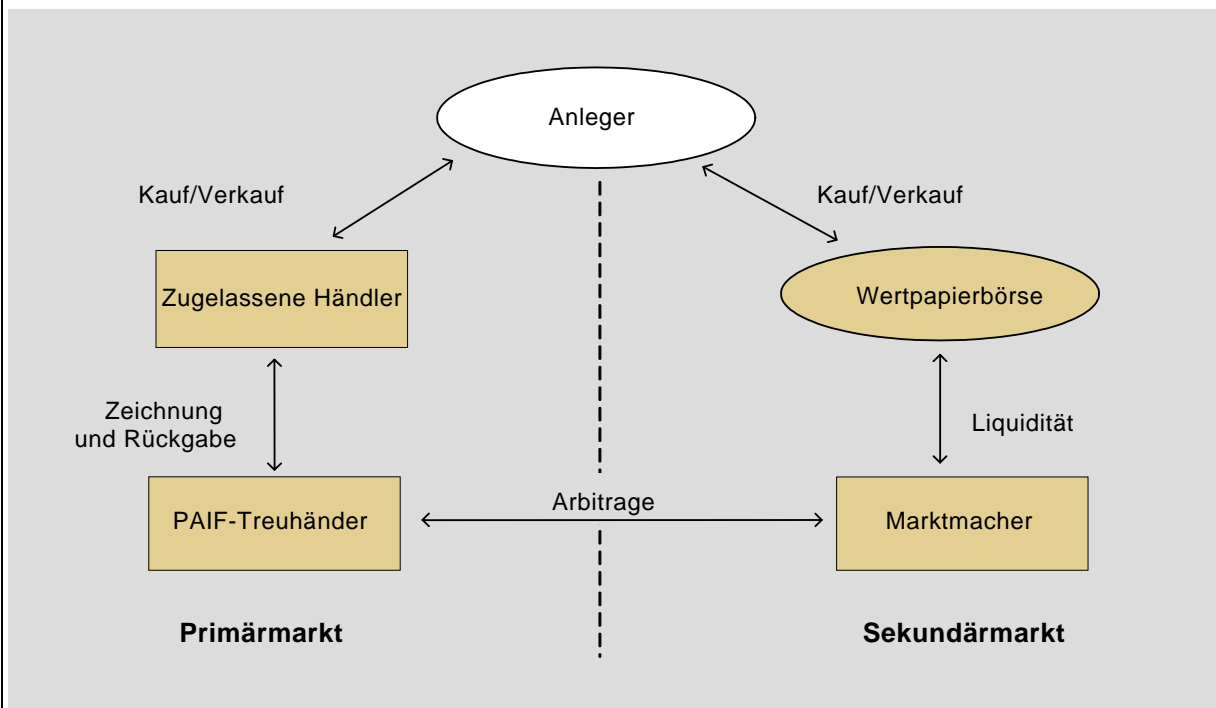 Anleger
Kauf/Verkauf
Kauf/Verkauf
Zugelassene Händler
Wertpapierbörse
Zeichnung
und Rückgabe
Liquidität
Arbitrage
PAIF-Treuhänder
Marktmacher
Primärmarkt
Sekundärmarkt